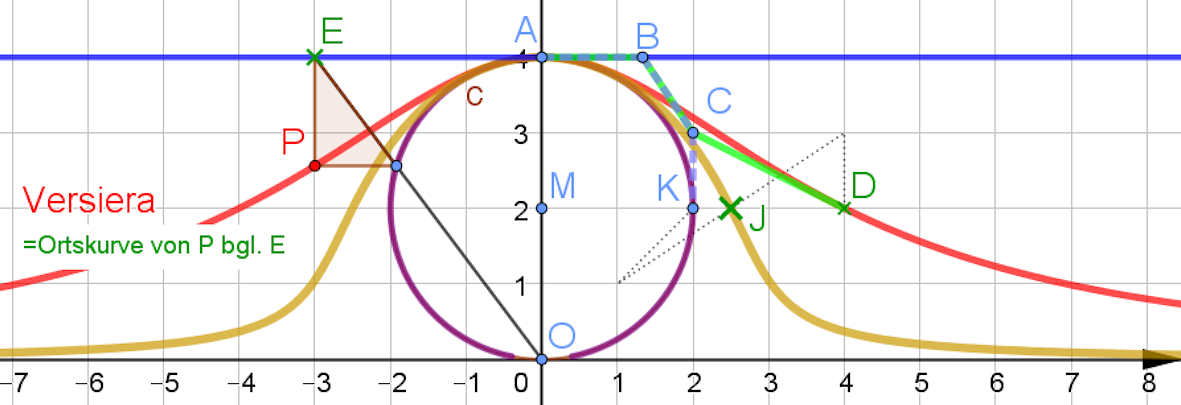 E
A
B
4
c
C
P
3
M
K
D
Versiera
2
J
=Ortskurve von P bgl. E
1
O
−7 −6 −5 −4 −3 −2 −1 0 1 2 3 4 5 6 7 8